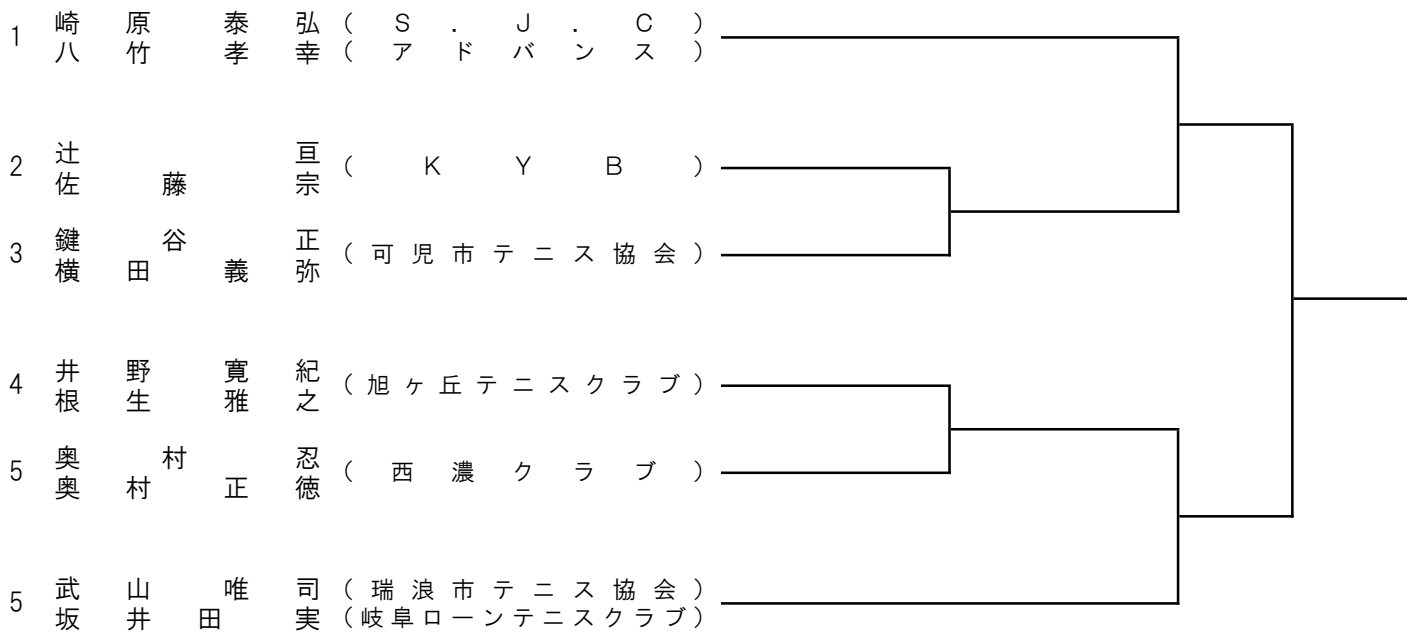 1 崎原 泰弘 (S.J.C)
八竹 孝幸 (アドバンス)
2 辻 亘 (KYB)
佐藤 宗
3 鍵谷 正 (可児市テニス協会)
横田 義弥
4 井野 寛紀 (旭ヶ丘テニスクラブ)
根生 雅之
5 奥村 忍 (西濃クラブ)
奥村 正徳
5 武山 唯司 (瑞浪市テニス協会)
坂井田 実 (岐阜ローンテニスクラブ)